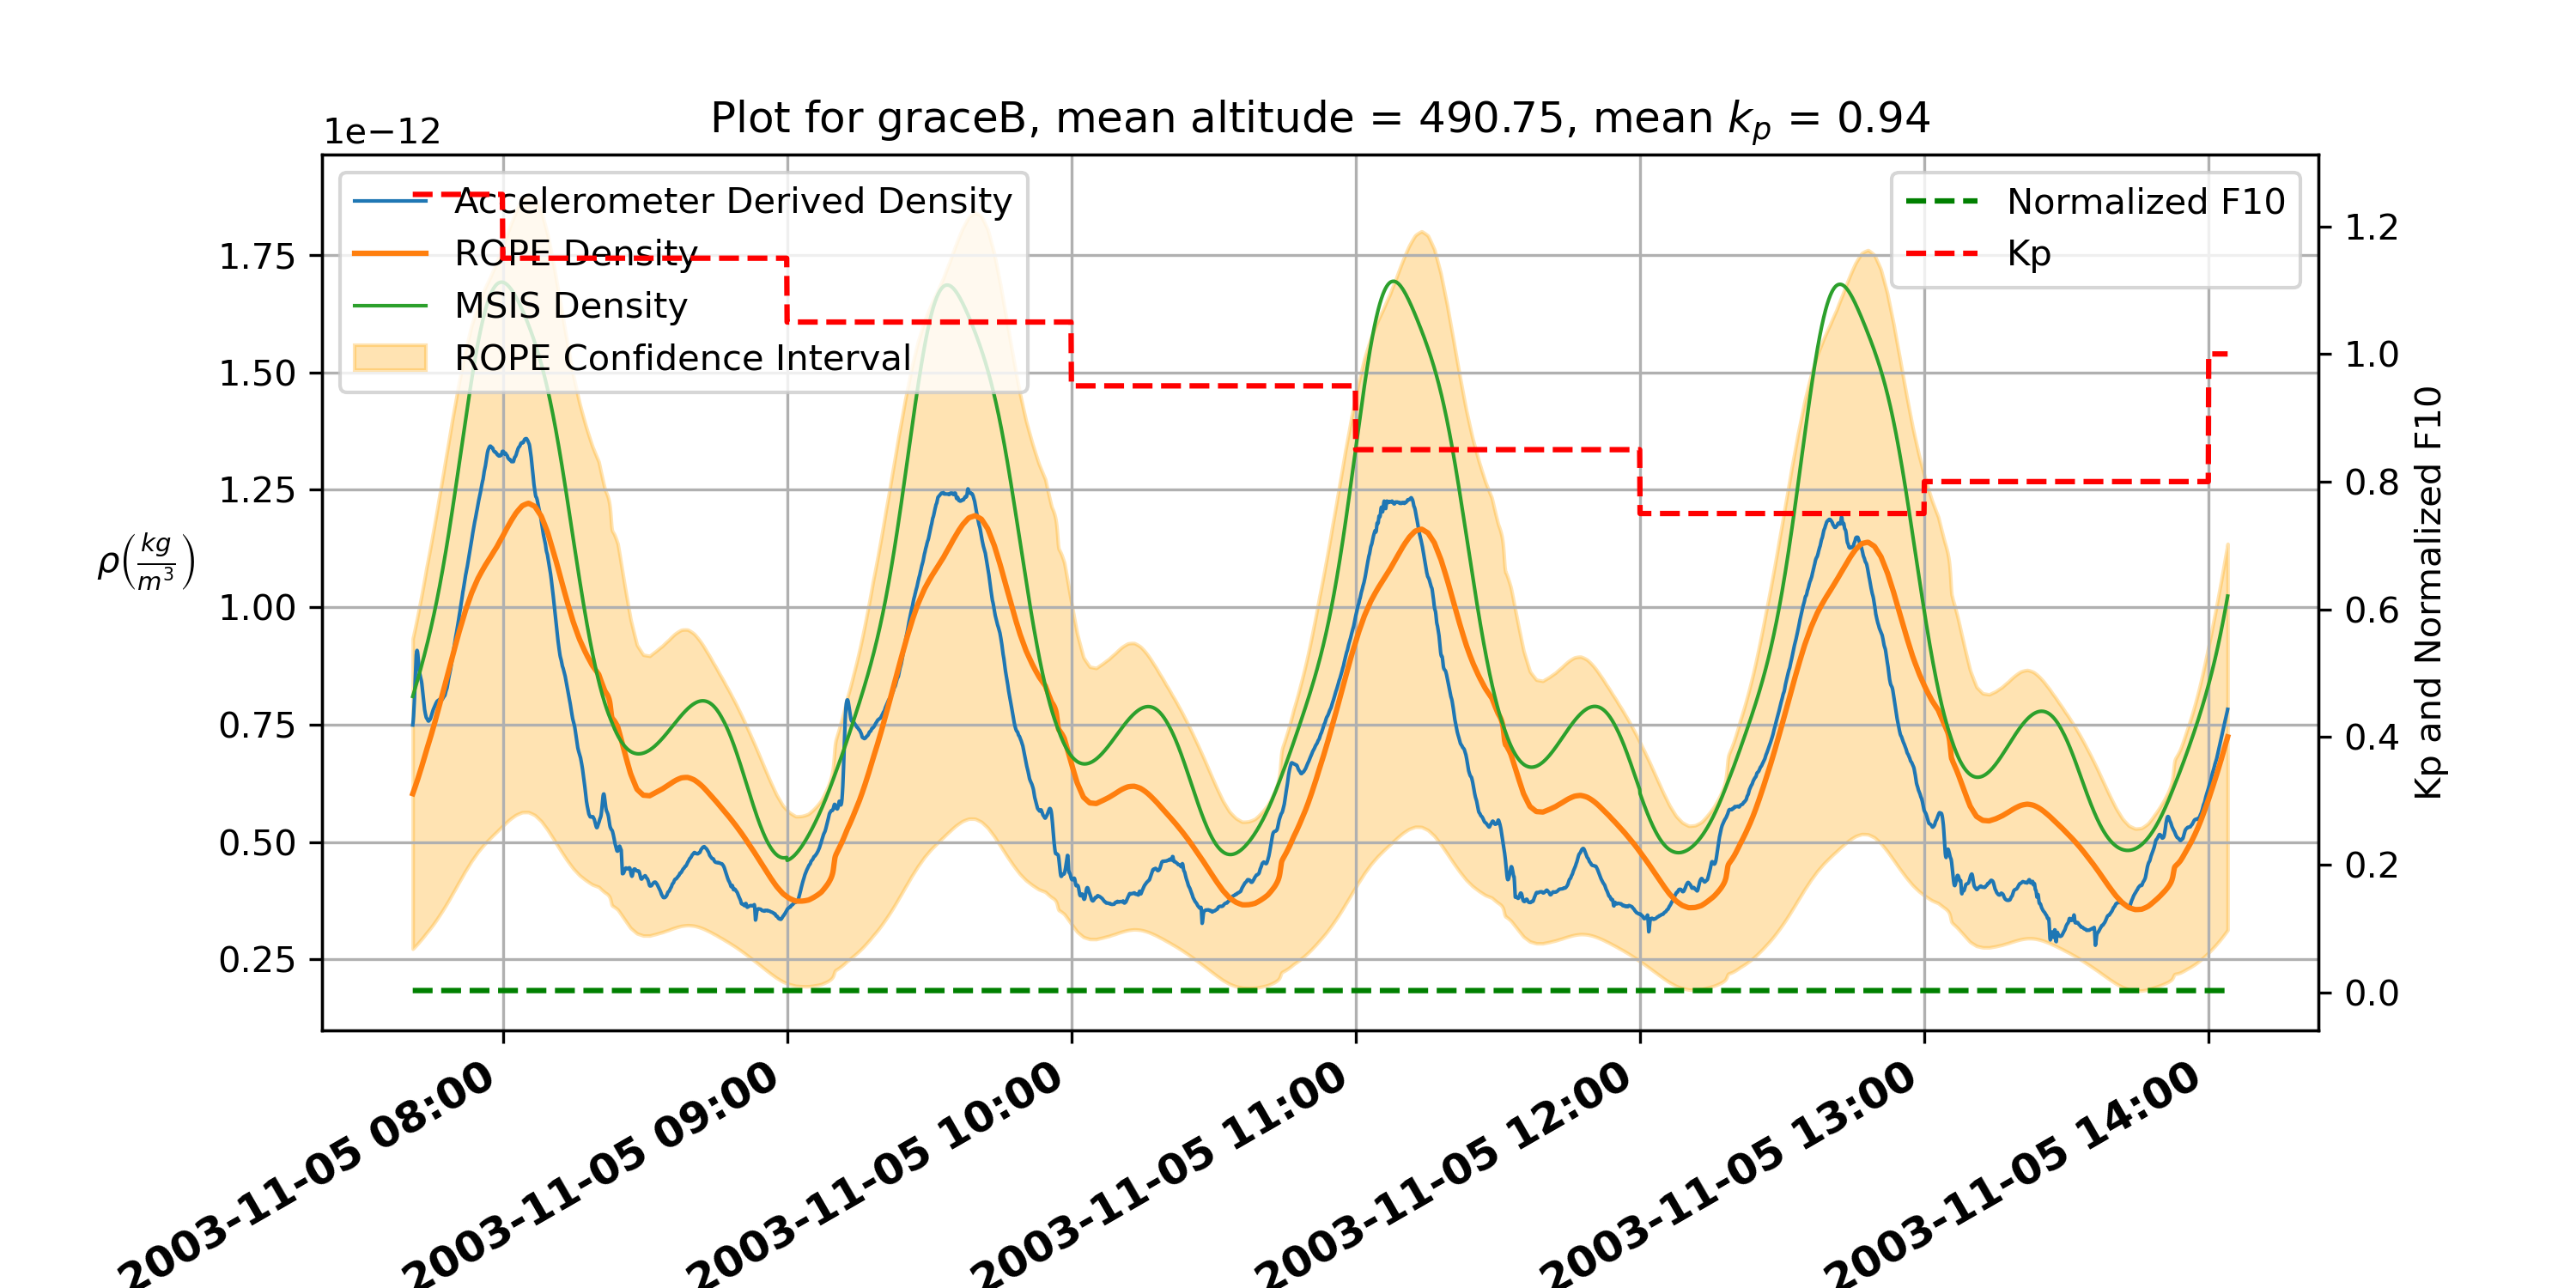 Plot for graceB, mean altitude = 490.75, mean kₚ = 0.94
1e−12
Accelerometer Derived Density
ROPE Density
MSIS Density
ROPE Confidence Interval
Normalized F10
Kp
1.75
1.50
1.25
1.00
0.75
0.50
0.25
ρ(kg/m³)
1.2
1.0
0.8
0.6
0.4
0.2
0.0
Kp and Normalized F10
2003-11-05 08:00
2003-11-05 09:00
2003-11-05 10:00
2003-11-05 11:00
2003-11-05 12:00
2003-11-05 13:00
2003-11-05 14:00